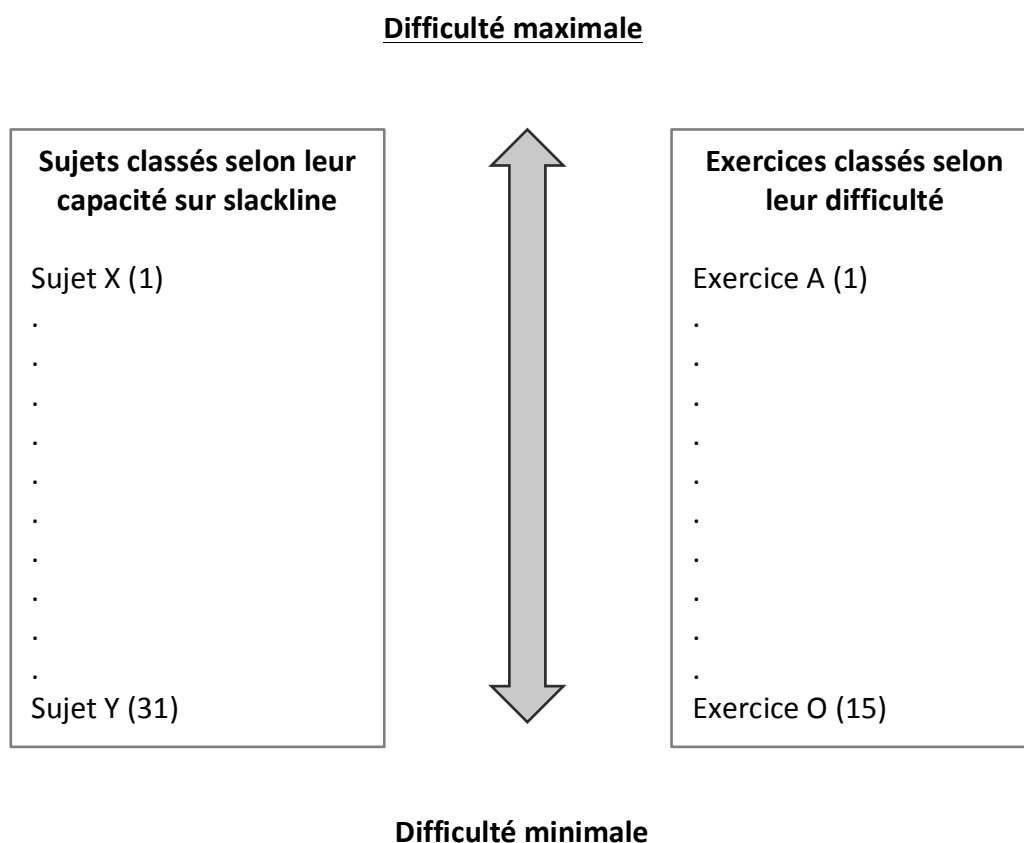 Difficulté maximale
Sujets classés selon leur
capacité sur slackline
Sujet X (1)
.
.
.
.
.
.
.
.
.
.
Sujet Y (31)
Exercices classés selon
leur difficulté
Exercice A (1)
.
.
.
.
.
.
.
.
.
.
Exercice O (15)
Difficulté minimale